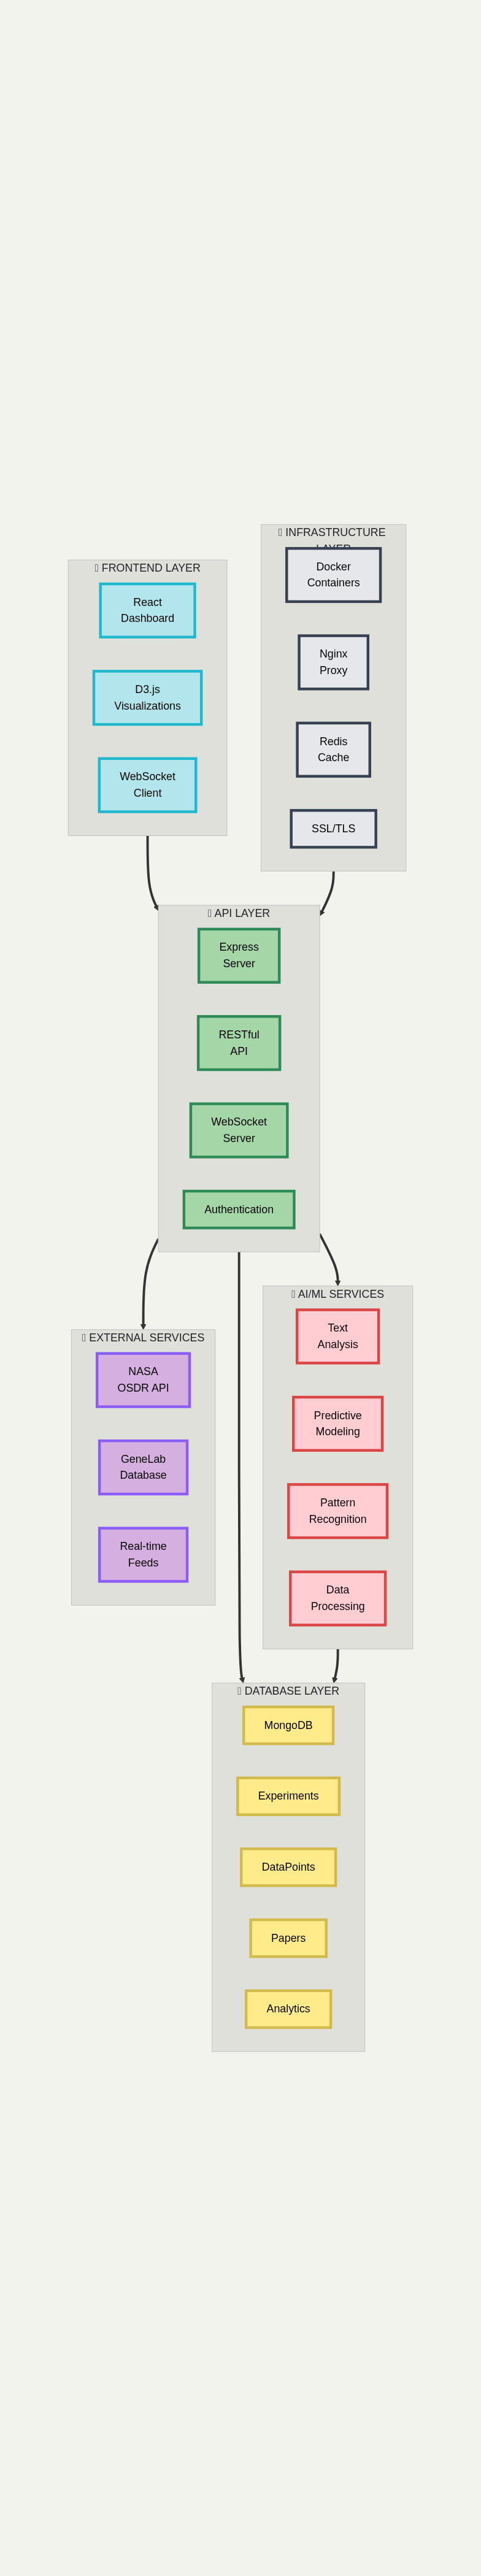 INFRASTRUCTURE
LAYER
Docker
Containers
Nginx
Proxy
Redis
Cache
SSL/TLS
FRONTEND LAYER
React
Dashboard
D3.js
Visualizations
WebSocket
Client
API LAYER
Express
Server
RESTful
API
WebSocket
Server
Authentication
EXTERNAL SERVICES
NASA
OSDR API
GeneLab
Database
Real-time
Feeds
AI/ML SERVICES
Text
Analysis
Predictive
Modeling
Pattern
Recognition
Data
Processing
DATABASE LAYER
MongoDB
Experiments
DataPoints
Papers
Analytics